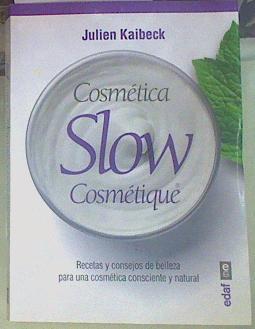 Julien Kaibeck
Cosmética
Slow
Cosmétique®
Recetas y consejos de belleza
para una cosmética consciente y natural
edaf